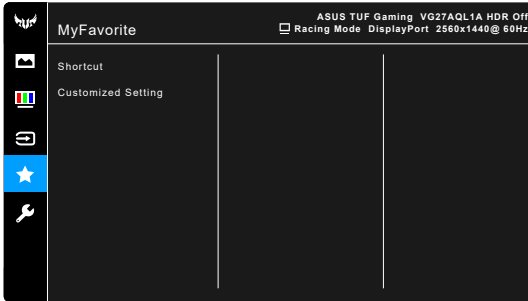 MyFavorite
ASUS TUF Gaming VG27AQL1A HDR Off
Racing Mode DisplayPort 2560x1440@ 60Hz
Shortcut
Customized Setting